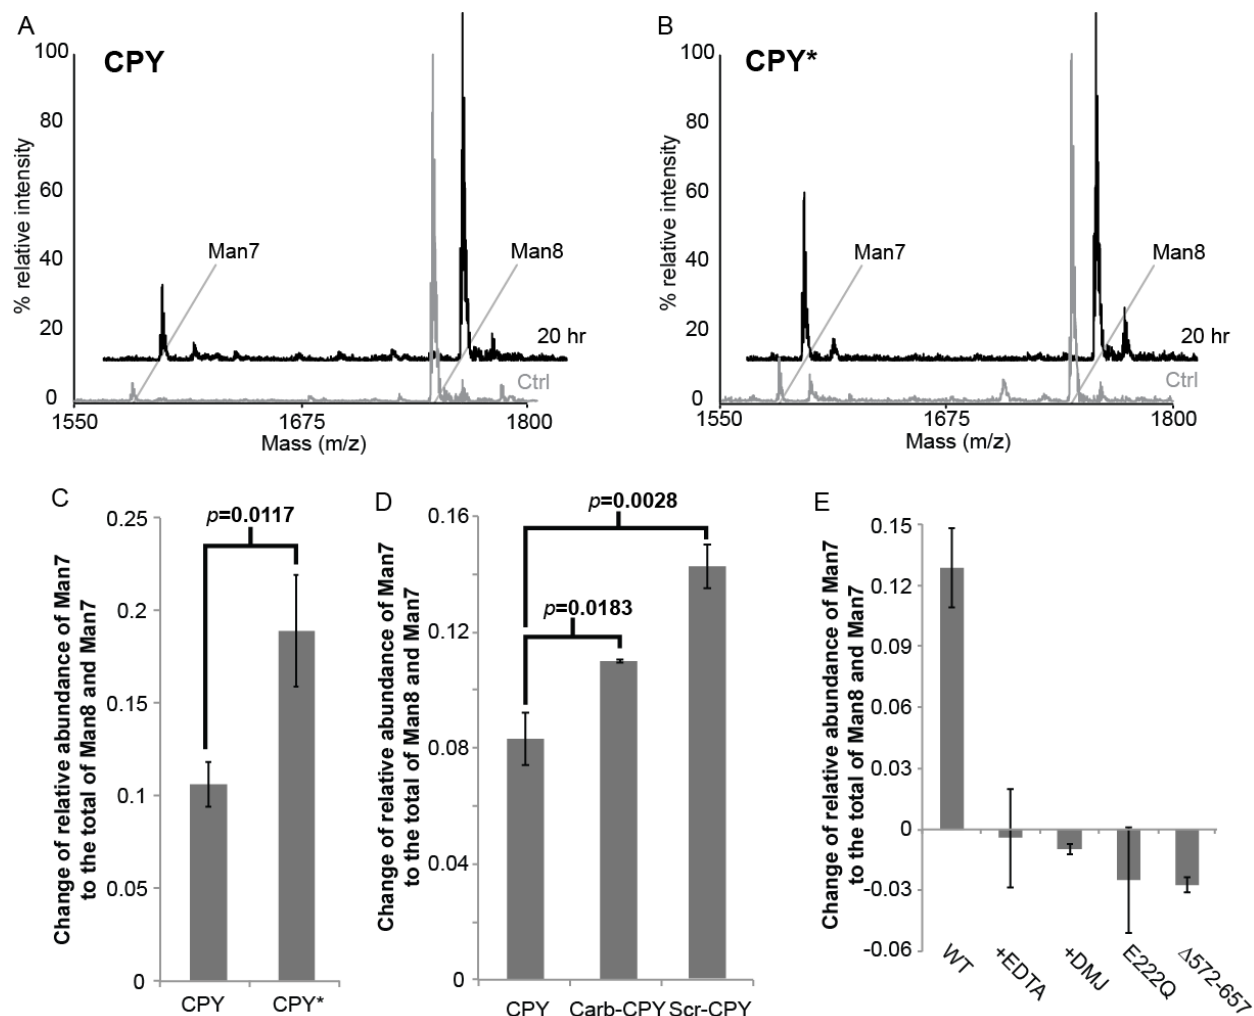 A
CPY
100
80
60
40
20
0
% relative intensity
Man7
Man8
20 hr
Ctrl
1550
1675
1800
Mass (m/z)
B
CPY*
100
80
60
40
20
0
% relative intensity
Man7
Man8
20 hr
Ctrl
1550
1675
1800
Mass (m/z)
C
Change of relative abundance of Man7
to the total of Man8 and Man7
0.25
0.2
0.15
0.1
0.05
0
p=0.0117
CPY
CPY*
D
Change of relative abundance of Man7
to the total of Man8 and Man7
0.16
0.12
0.08
0.04
0
p=0.0028
p=0.0183
CPY
Carb-CPY
Scr-CPY
E
Change of relative abundance of Man7
to the total of Man8 and Man7
0.15
0.12
0.09
0.06
0.03
0
-0.03
-0.06
WT
+EDTA
+DMJ
E222Q
Δ572-657